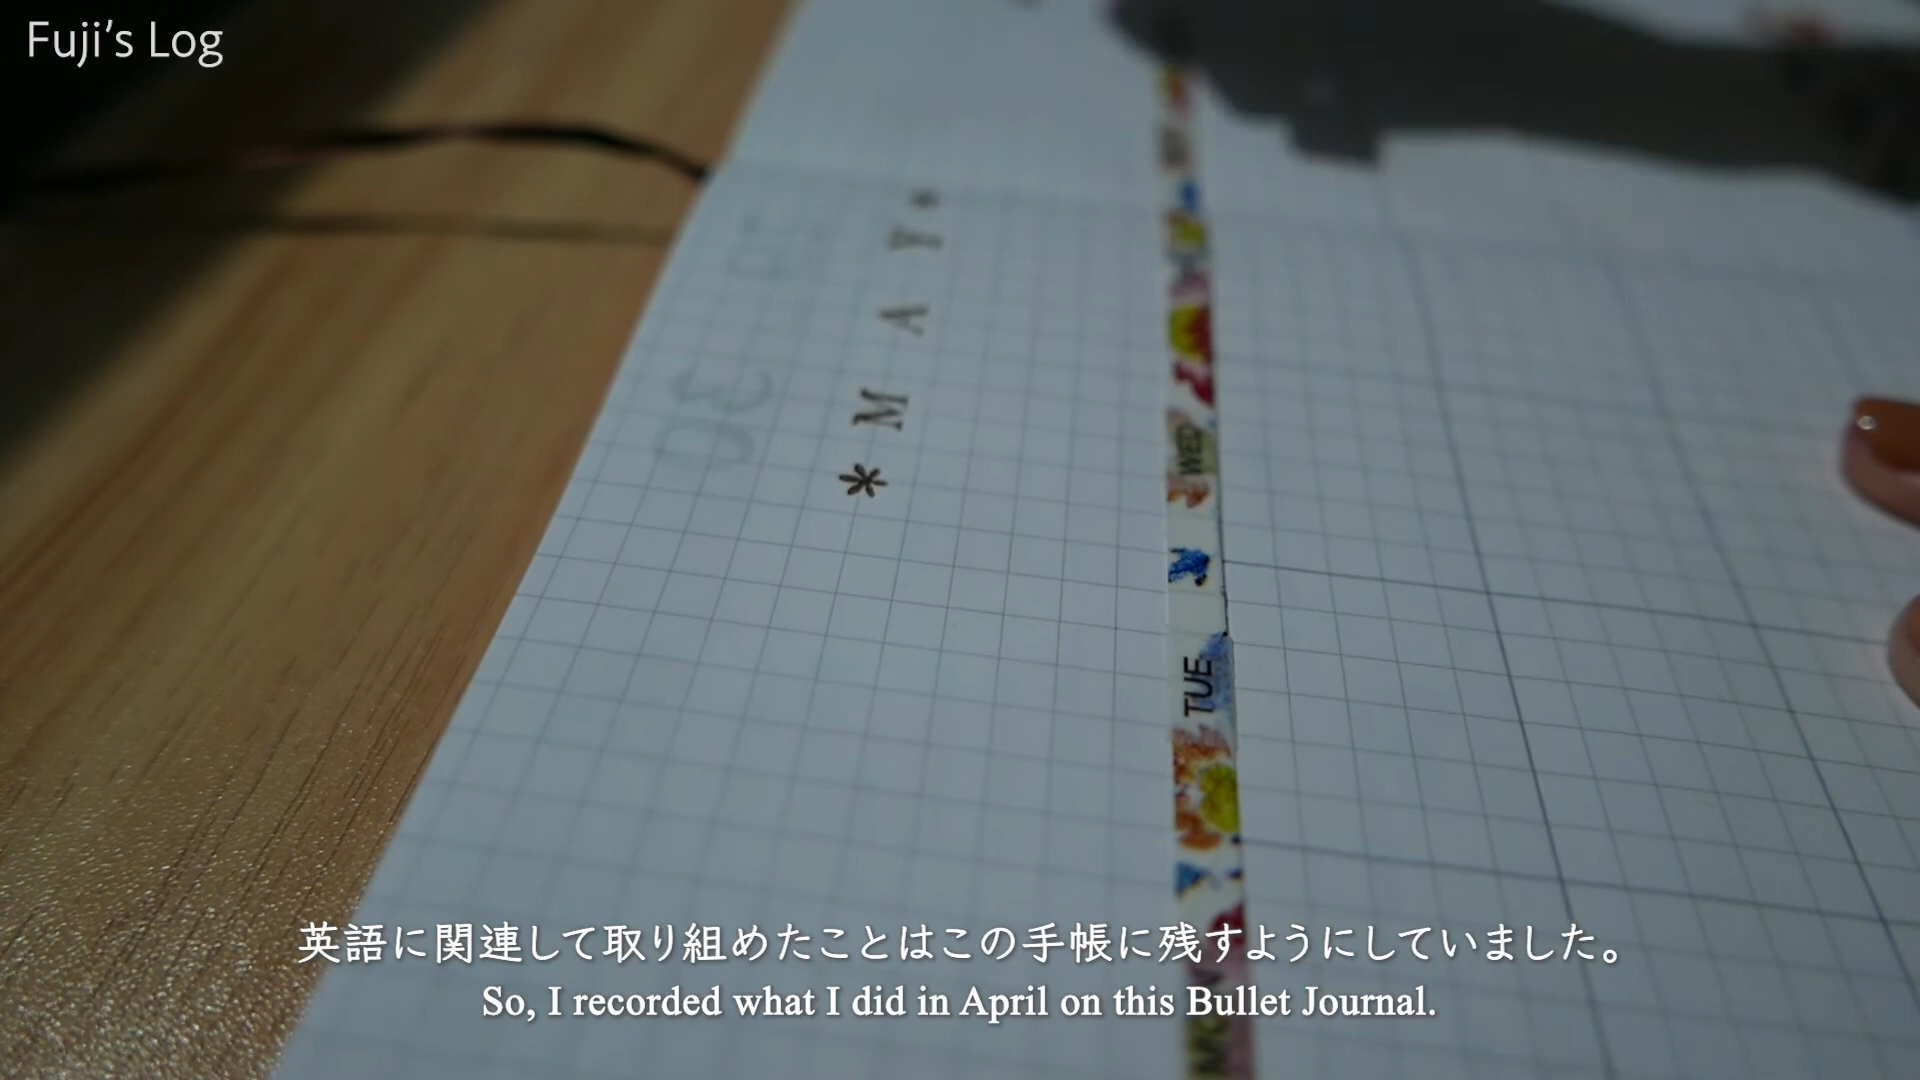 Fuji's Log
* M A Y *
WED
TUE
MON
英語に関連して取り組めたことはこの手帳に残すようにしていました。
So, I recorded what I did in April on this Bullet Journal.